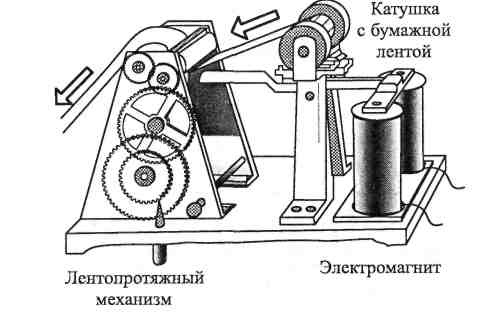 Катушка
с бумажной
лентой
Лентопротяжный
механизм
Электромагнит